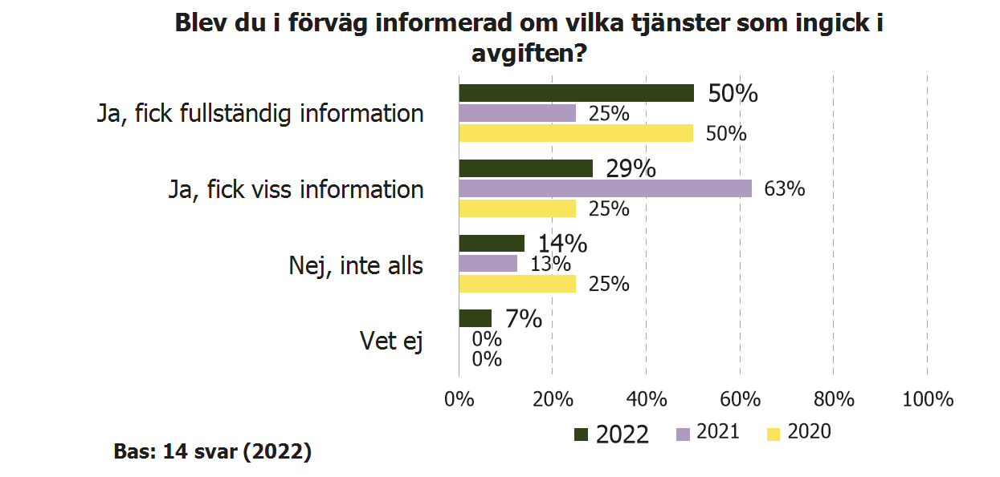 Blev du i förväg informerad om vilka tjänster som ingick i
avgiften?
Ja, fick fullständig information
50%
25%
50%
Ja, fick viss information
29%
63%
25%
Nej, inte alls
14%
13%
25%
Vet ej
7%
0%
0%
0% 20% 40% 60% 80% 100%
2022 2021 2020
Bas: 14 svar (2022)